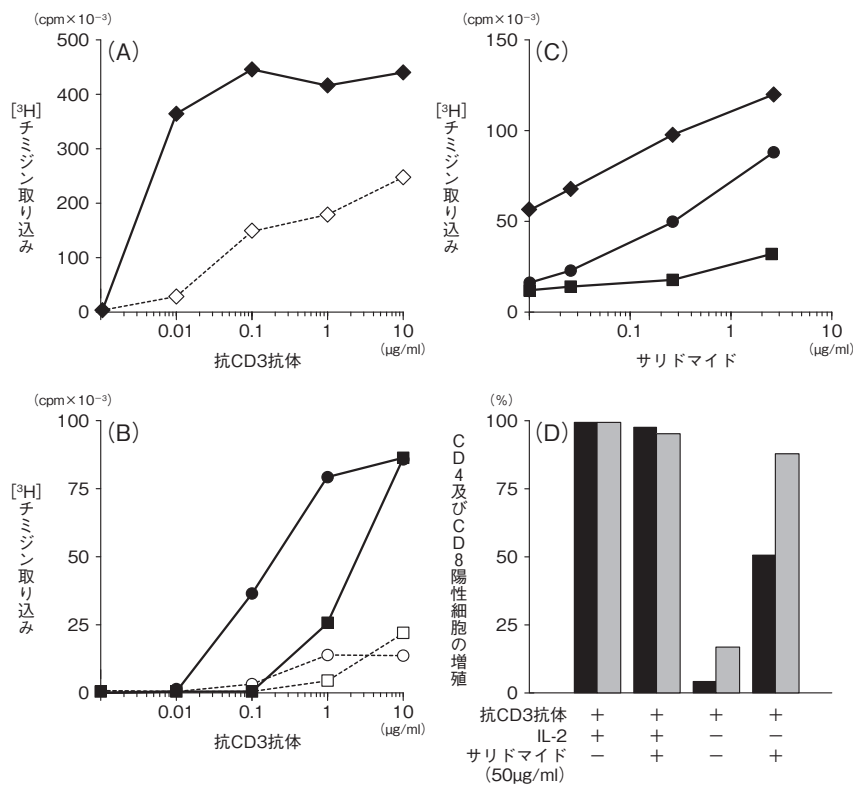 (cpm×10⁻³)
500
400
300
200
100
0
(A)
[³H]チミジン取り込み
0.01
0.1
1
10
(μg/ml)
抗CD3抗体
(cpm×10⁻³)
150
100
50
0
(C)
[³H]チミジン取り込み
0.1
1
10
(μg/ml)
サリドマイド
(cpm×10⁻³)
100
75
50
25
0
(B)
[³H]チミジン取り込み
0.01
0.1
1
10
(μg/ml)
抗CD3抗体
(%)
100
50
0
(D)
CD4及びCD8陽性細胞の増殖
抗CD3抗体 + + + +
IL-2 + + − −
サリドマイド − + − +
(50μg/ml)